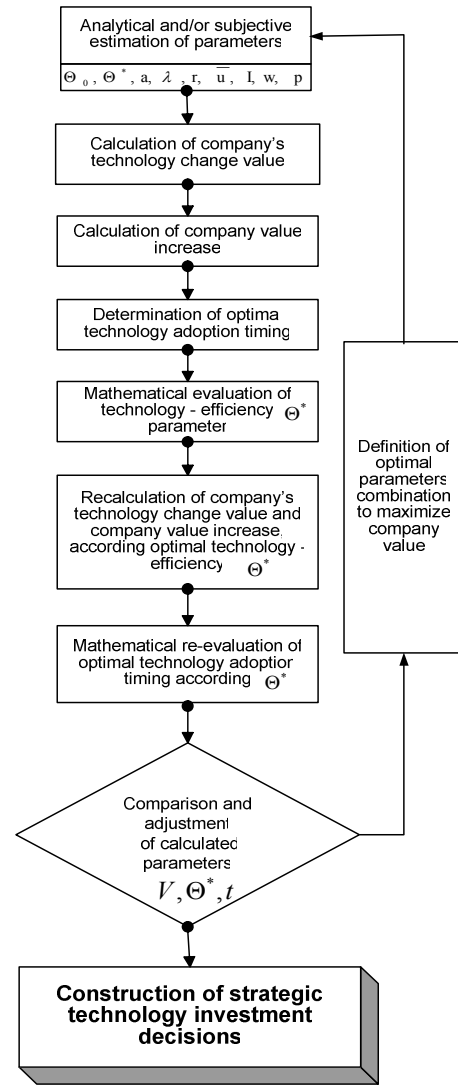 Analytical and/or subjective
estimation of parameters
Θ₀, Θ*, a, λ, r, u̅, I, w, p
Calculation of company's
technology change value
Calculation of company value
increase
Determination of optima
technology adoption timing
Mathematical evaluation of
technology - efficiency Θ*
parameter
Recalculation of company's
technology change value and
company value increase,
according optimal technology -
efficiency Θ*
Mathematical re-evaluation of
optimal technology adoption
timing according Θ*
Comparison and
adjustment
of calculated
parameters
V, Θ*, t
Definition of
optimal
parameters
combination
to maximize
company
value
Construction of strategic
technology investment
decisions